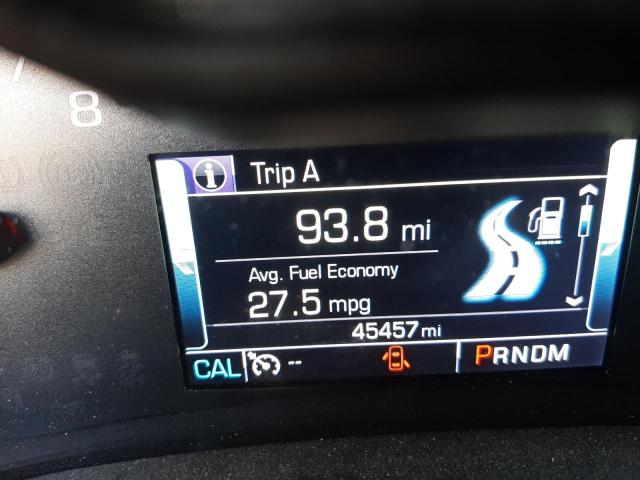 8
Trip A
93.8 mi
Avg. Fuel Economy
27.5 mpg
45457 mi
CAL -- PRNDM